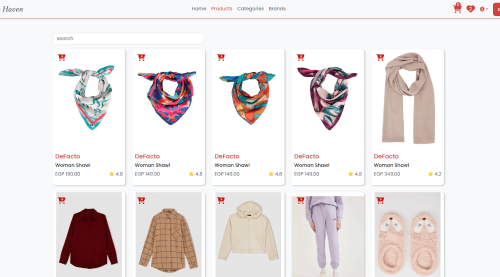 Haven
Home Products Categories Brands
search
DeFacto
Woman Shawl
EGP 190.00 4.8
DeFacto
Woman Shawl
EGP 149.00 4.8
DeFacto
Woman Shawl
EGP 149.00 4.8
DeFacto
Woman Shawl
EGP 149.00 4.8
DeFacto
Woman Shawl
EGP 349.00 4.2